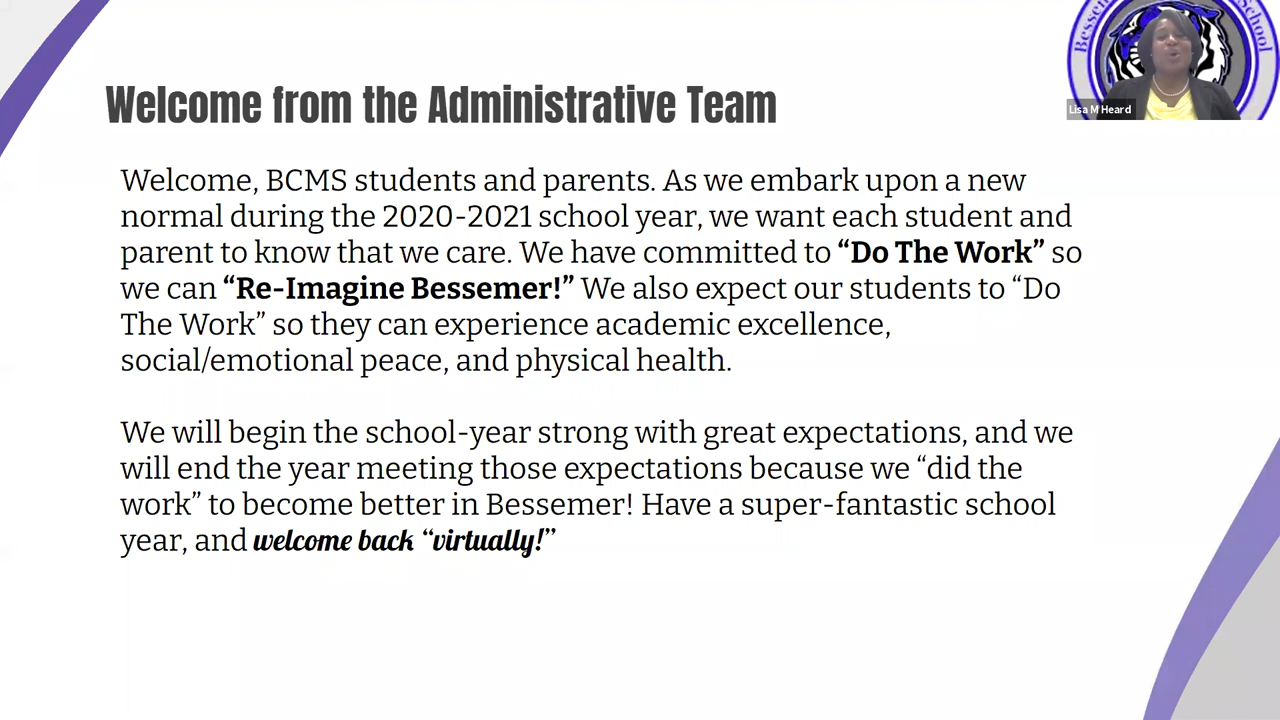 Welcome from the Administrative Team
Welcome, BCMS students and parents. As we embark upon a new
normal during the 2020-2021 school year, we want each student and
parent to know that we care. We have committed to “Do The Work” so
we can “Re-Imagine Bessemer!” We also expect our students to “Do
The Work” so they can experience academic excellence,
social/emotional peace, and physical health.
We will begin the school-year strong with great expectations, and we
will end the year meeting those expectations because we “did the
work” to become better in Bessemer! Have a super-fantastic school
year, and welcome back “virtually!”
School
Lisa M Heard